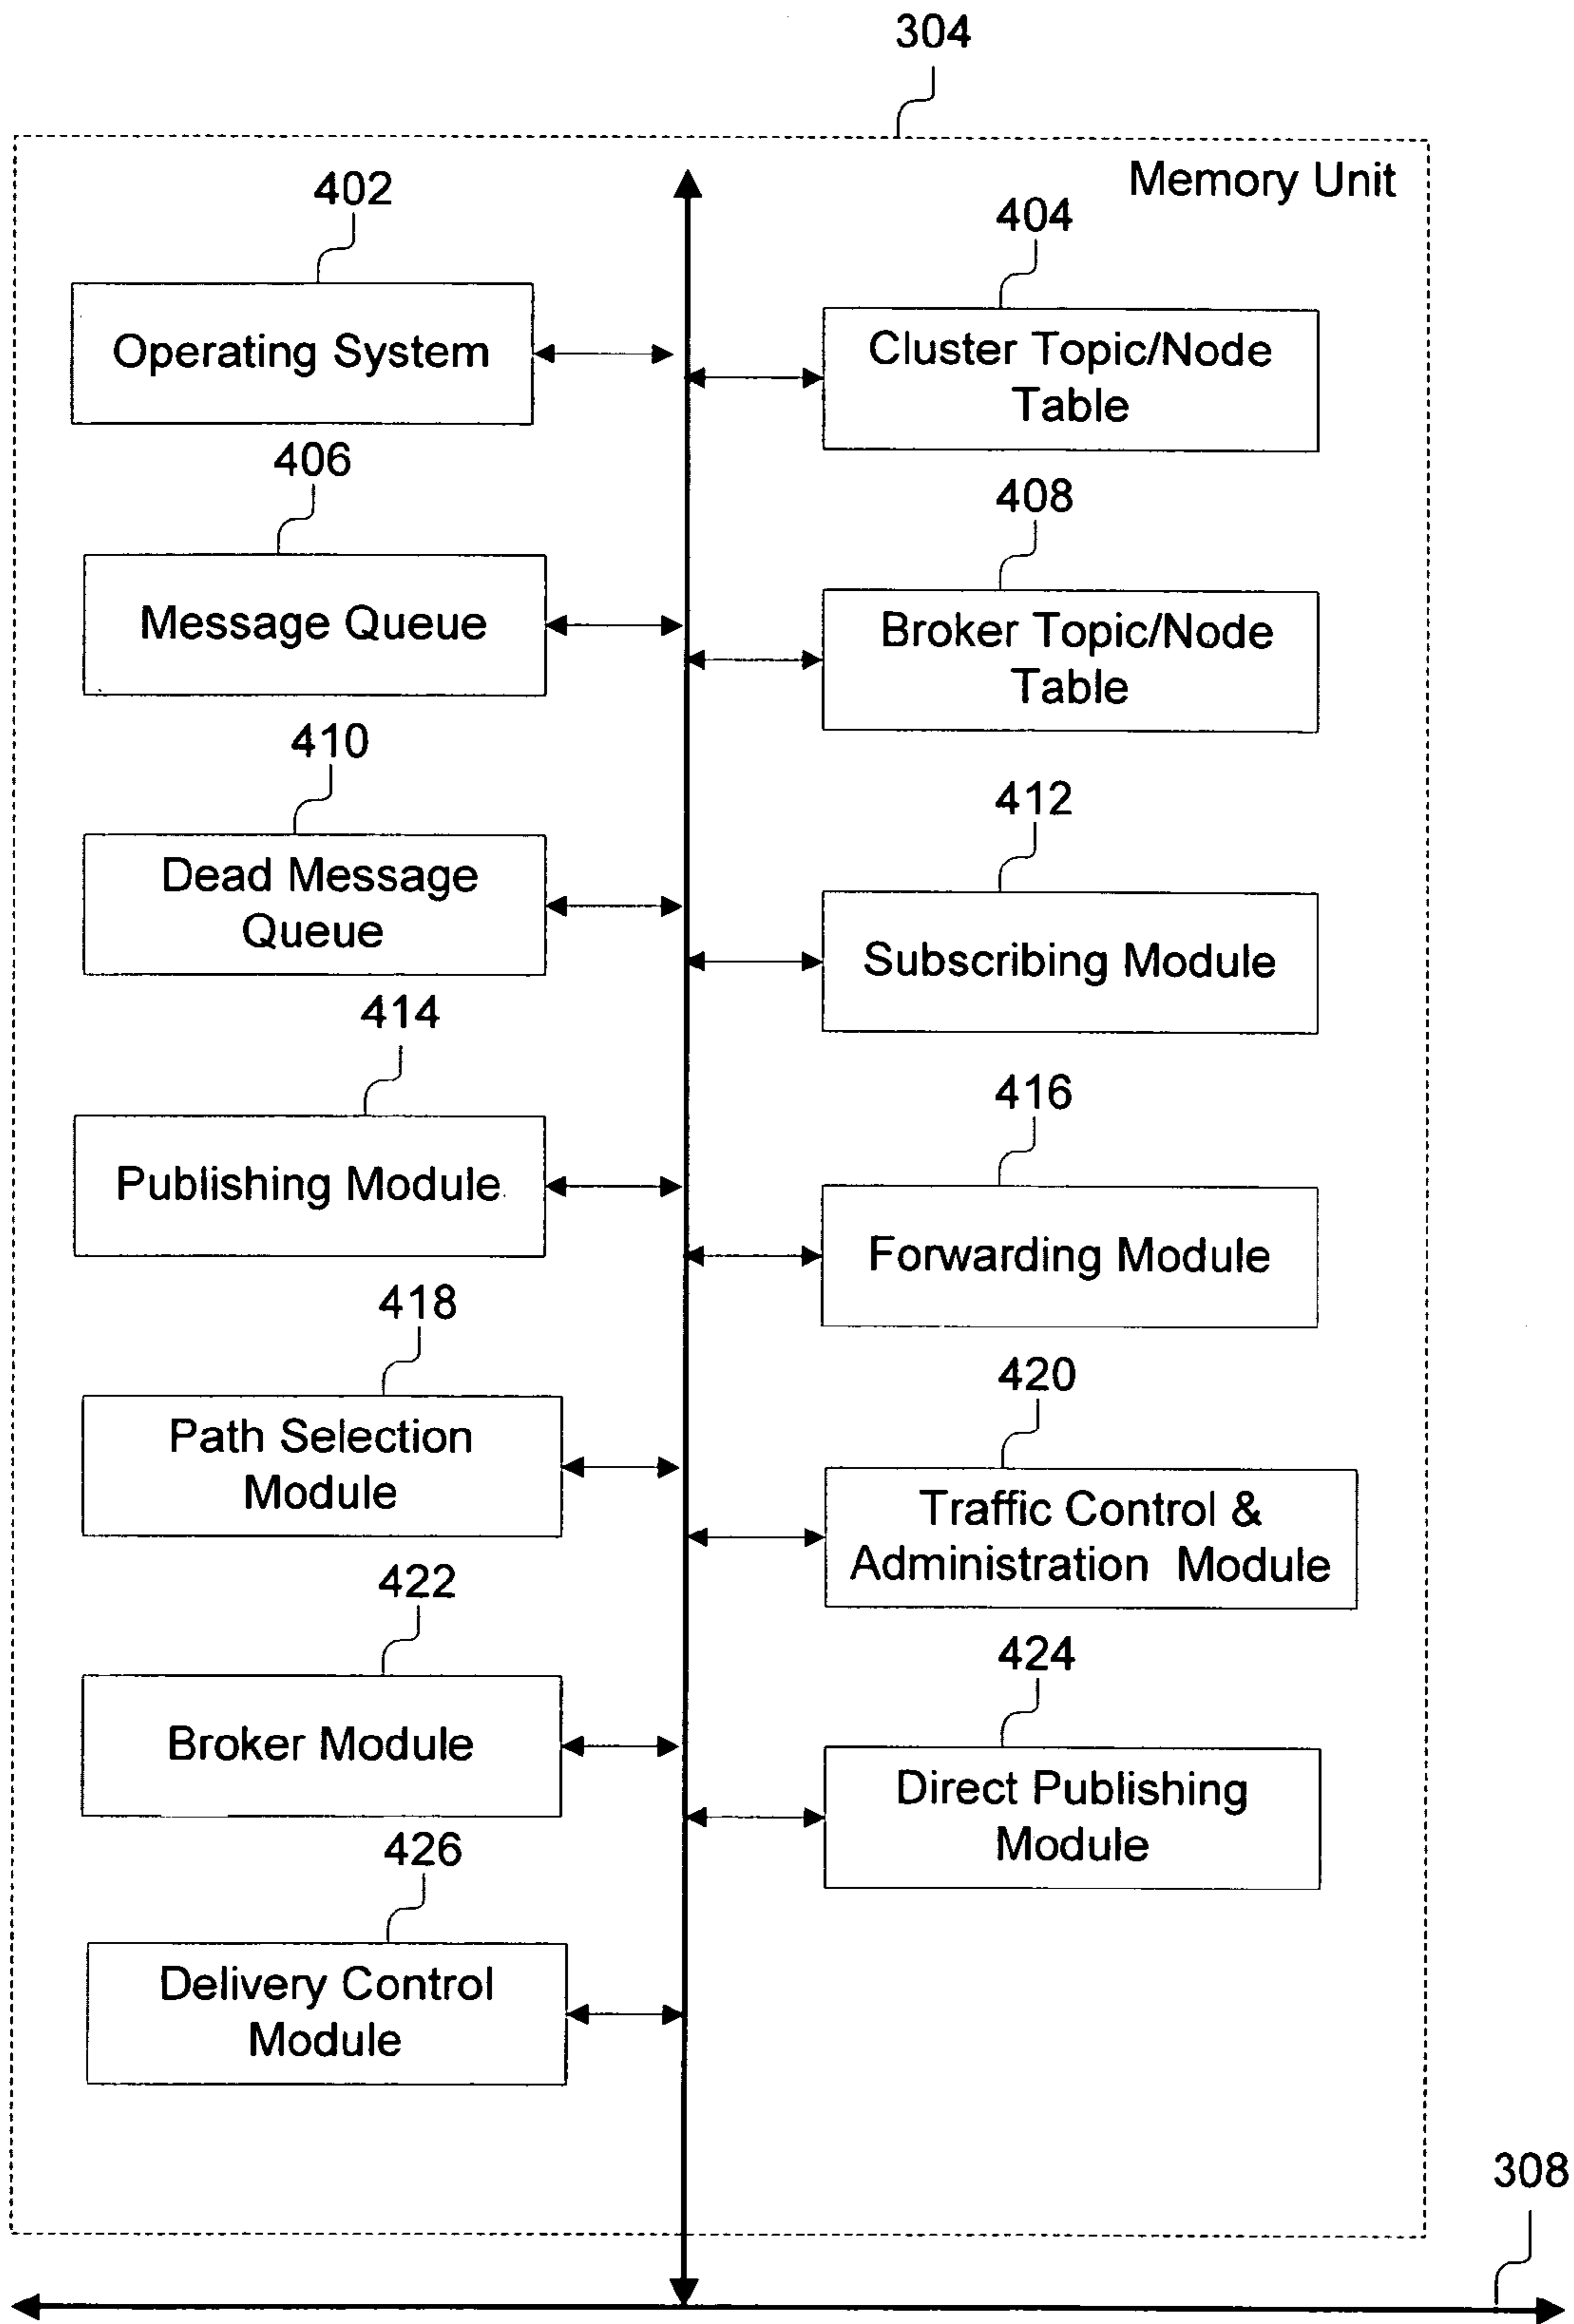 304
Memory Unit
402
404
Operating System
Cluster Topic/Node
Table
406
408
Message Queue
Broker Topic/Node
Table
410
412
Dead Message
Queue
Subscribing Module
414
416
Publishing Module
Forwarding Module
418
420
Path Selection
Module
Traffic Control &
Administration Module
422
424
Broker Module
Direct Publishing
Module
426
Delivery Control
Module
308